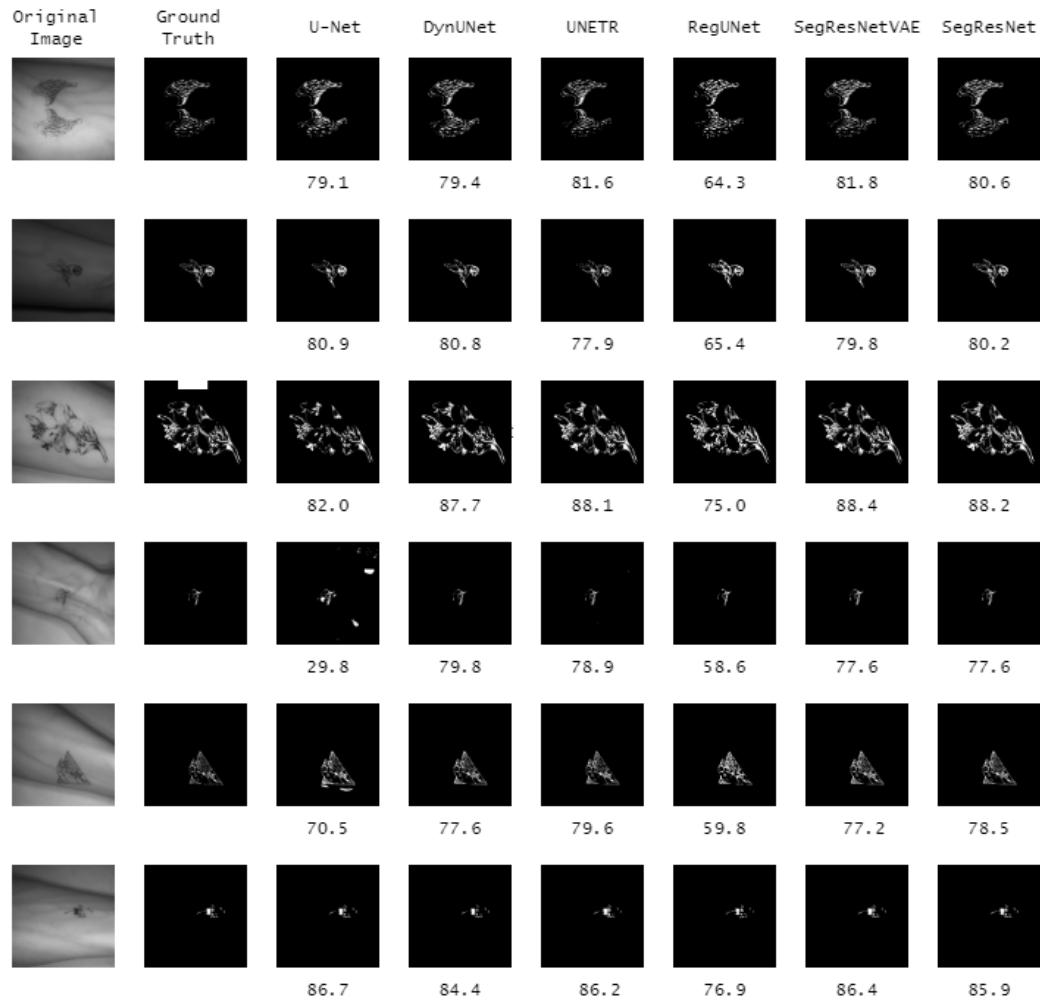 Original Image
Ground Truth
U-Net
DynUNet
UNETR
RegUNet
SegResNetVAE
SegResNet
79.1 79.4 81.6 64.3 81.8 80.6
80.9 80.8 77.9 65.4 79.8 80.2
82.0 87.7 88.1 75.0 88.4 88.2
29.8 79.8 78.9 58.6 77.6 77.6
70.5 77.6 79.6 59.8 77.2 78.5
86.7 84.4 86.2 76.9 86.4 85.9